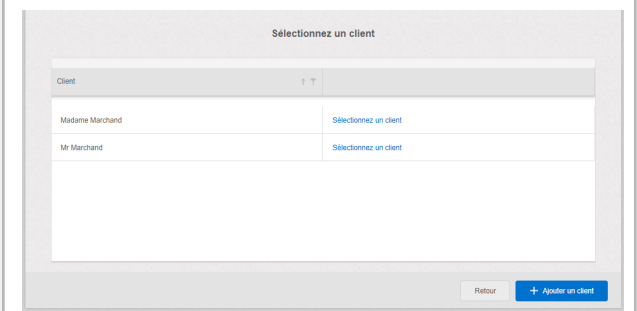 Sélectionnez un client
Client
Madame Marchand Sélectionnez un client
Mr Marchand Sélectionnez un client
Retour + Ajouter un client